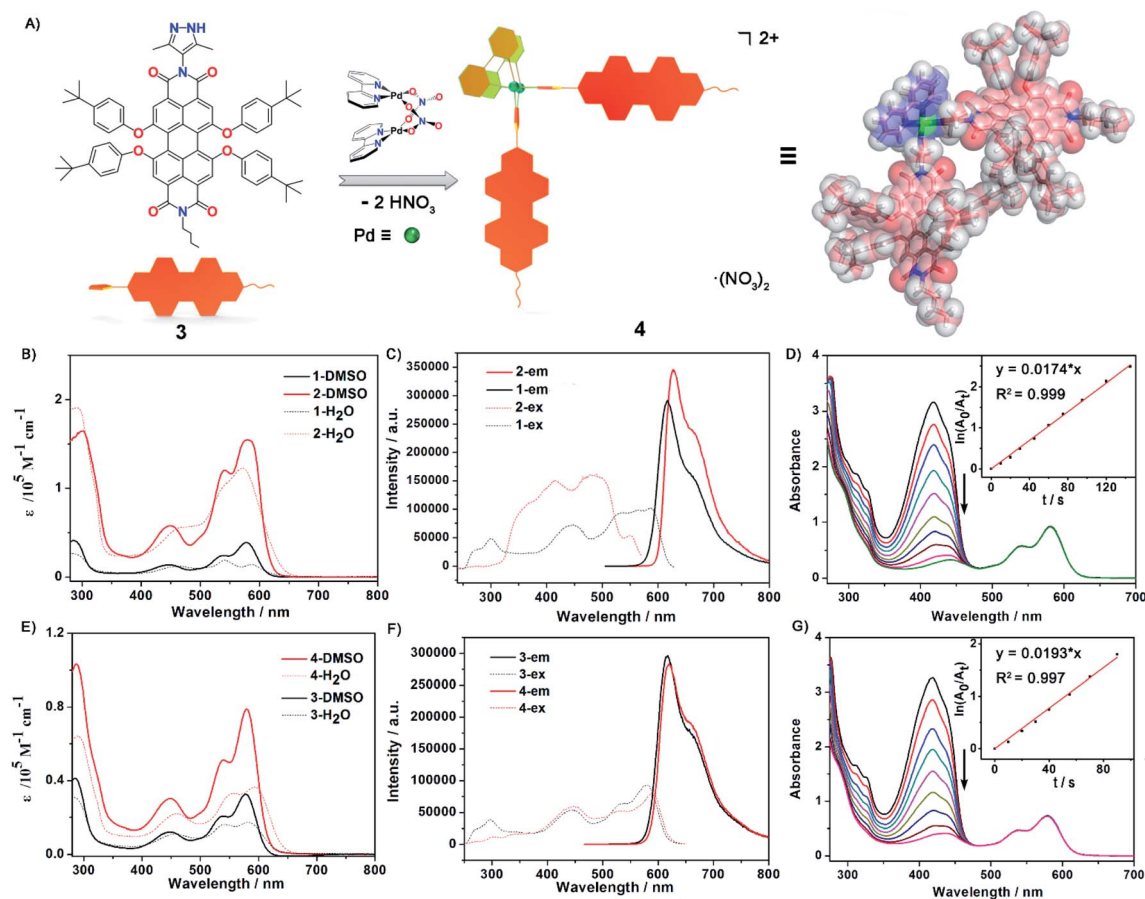 A)
N NH
N
O O
O O
O O
O N O
N
N Pd O N O
N O
N Pd O N O
N O
- 2 HNO3
Pd ≡
2+
≡
·(NO3)2
3
4
B)
ε /10⁵ M⁻¹ cm⁻¹
2
1
0
1-DMSO
2-DMSO
1-H2O
2-H2O
300 400 500 600 700 800
Wavelength / nm
C)
Intensity / a.u.
350000
300000
250000
200000
150000
100000
50000
0
2-em
1-em
2-ex
1-ex
300 400 500 600 700 800
Wavelength / nm
D)
Absorbance
4
3
2
1
0
y = 0.0174*x
R² = 0.999
ln(A0/At)
2
1
0
0 40 80 120
t / s
300 400 500 600 700
Wavelength / nm
E)
ε /10⁵ M⁻¹ cm⁻¹
1.2
0.8
0.4
0.0
4-DMSO
4-H2O
3-DMSO
3-H2O
300 400 500 600 700 800
Wavelength / nm
F)
Intensity / a.u.
300000
250000
200000
150000
100000
50000
0
3-em
3-ex
4-em
4-ex
300 400 500 600 700 800
Wavelength / nm
G)
Absorbance
4
3
2
1
0
y = 0.0193*x
R² = 0.997
ln(A0/At)
2
1
0
0 40 80
t / s
300 400 500 600 700
Wavelength / nm